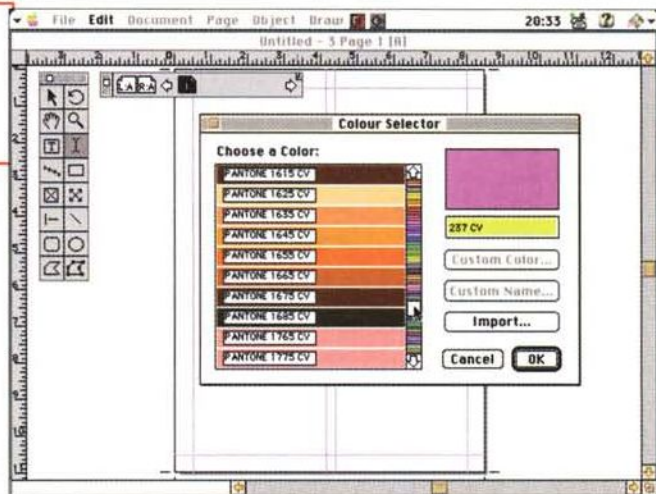 File Edit Document Page Object Draw 20:33
Untitled - 3 Page 1 [A]
L:A R:A
Colour Selector
Choose a Color:
PANTONE 1615 CV
PANTONE 1625 CV
PANTONE 1635 CV
PANTONE 1645 CV
PANTONE 1655 CV
PANTONE 1665 CV
PANTONE 1675 CV
PANTONE 1685 CV
PANTONE 1765 CV
PANTONE 1775 CV
237 CV
Custom Color...
Custom Name...
Import...
Cancel OK